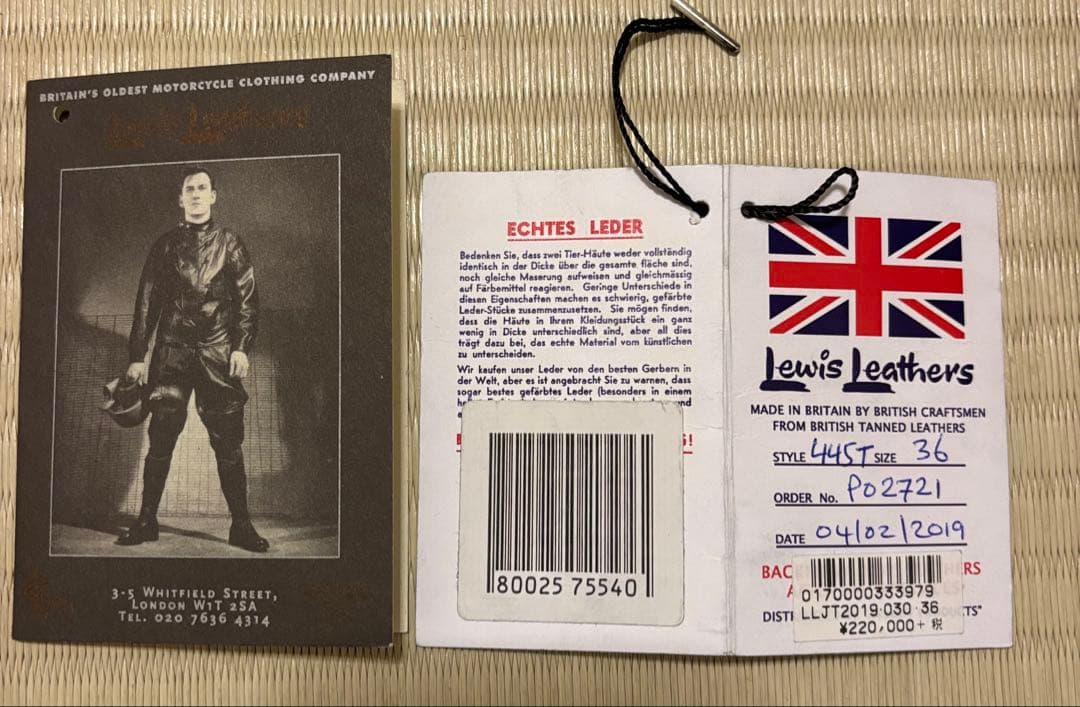 BRITAIN'S OLDEST MOTORCYCLE CLOTHING COMPANY
Lewis Leathers
3-5 WHITFIELD STREET,
LONDON W1T 2SA
TEL. 020 7636 4314
ECHTES LEDER
Bedenken Sie, dass zwei Tier-Häute weder vollständig
identisch in der Dicke über die gesamte fläche sind,
noch gleiche Maserung aufweisen und gleichmässig
auf Färbemittel reagieren. Geringe Unterschiede in
diesen Eigenschaften machen es schwierig, gefärbte
Leder-Stücke zusammenzusetzen. Sie mögen finden,
dass die Häute in Ihrem Kleidungsstück ein ganz
wenig in Dicke unterschiedlich sind, aber all dies
trägt dazu bei, das echte Material vom künstlichen
zu unterscheiden.
Wir kaufen unser Leder von den besten Gerbern in
der Welt, aber es ist angebracht Sie zu warnen, dass
sogar bestes gefärbtes Leder (besonders in einem
80025 75540
Lewis Leathers
MADE IN BRITAIN BY BRITISH CRAFTSMEN
FROM BRITISH TANNED LEATHERS
STYLE 445T SIZE 36
ORDER No. PO2721
DATE 04/02/2019
0170000333979
LLJT2019-030-36
¥220,000+税